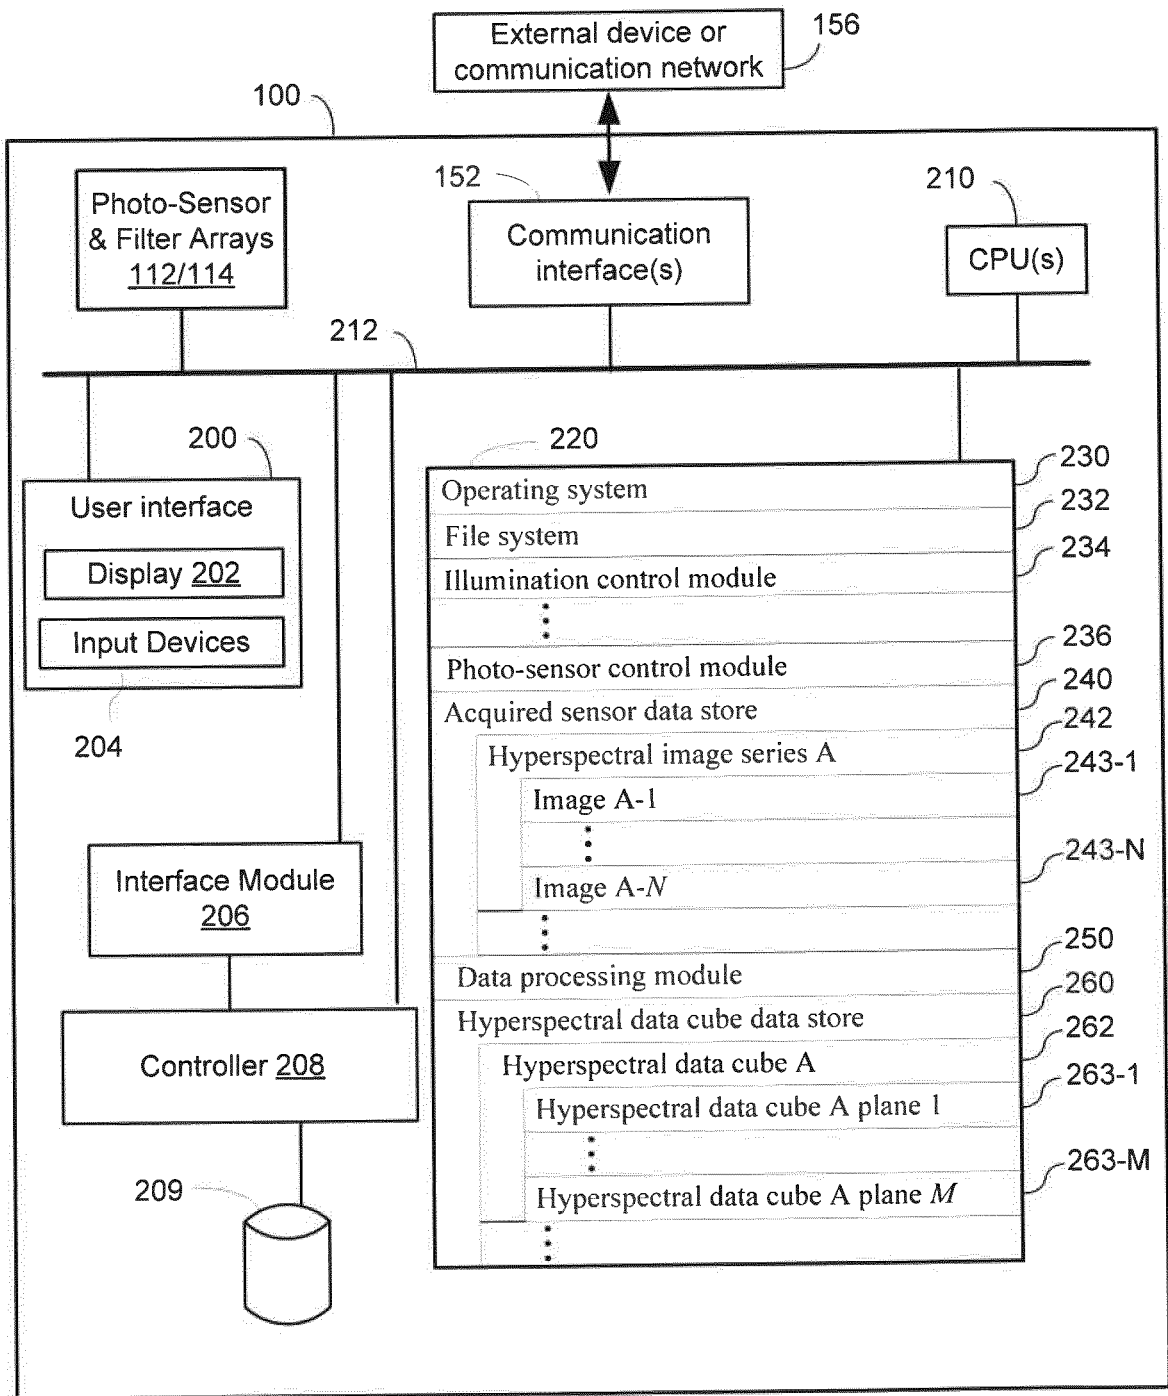 External device or
communication network
156
100
Photo-Sensor
& Filter Arrays
112/114
152
Communication
interface(s)
210
CPU(s)
212
200
User interface
Display 202
Input Devices
204
220
Operating system
230
File system
232
Illumination control module
234
Photo-sensor control module
236
Acquired sensor data store
240
Hyperspectral image series A
242
Image A-1
243-1
Image A-N
243-N
Interface Module
206
Data processing module
250
Hyperspectral data cube data store
260
Hyperspectral data cube A
262
Hyperspectral data cube A plane 1
263-1
Hyperspectral data cube A plane M
263-M
Controller 208
209